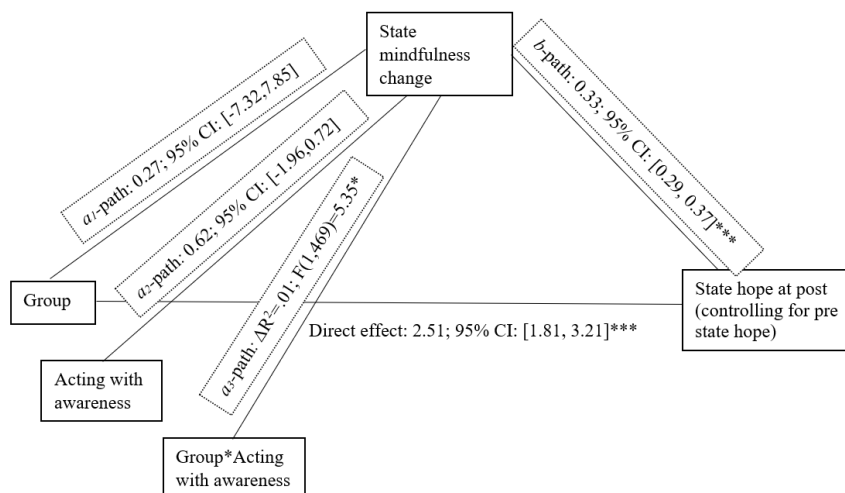 State
mindfulness
change
a1-path: 0.27; 95% CI: [-7.32,7.85]
a2-path: 0.62; 95% CI: [-1.96,0.72]
a3-path: ΔR²=.01; F(1,469)=5.35*
b-path: 0.33; 95% CI:
[0.29, 0.37]***
Group
State hope at post
(controlling for pre
state hope)
Direct effect: 2.51; 95% CI: [1.81, 3.21]***
Acting with
awareness
Group*Acting
with awareness